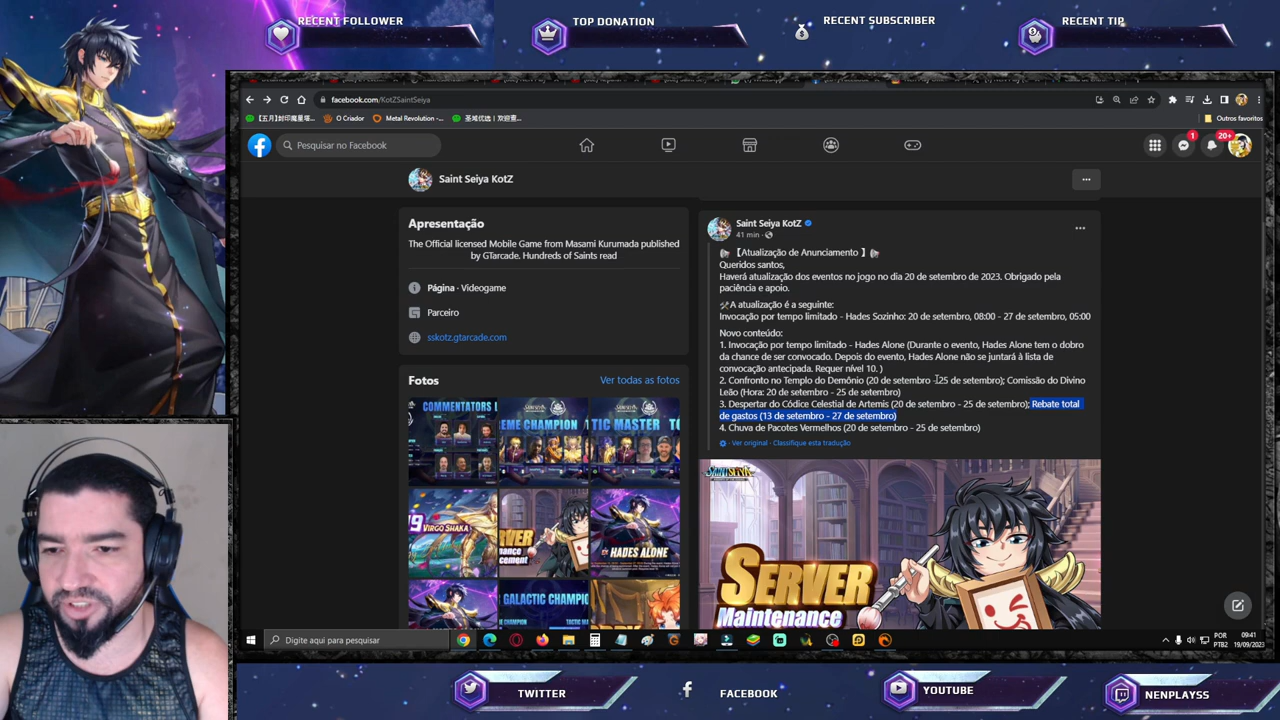 RECENT FOLLOWER
TOP DONATION
RECENT SUBSCRIBER
RECENT TIP
facebook.com/KotZSaintSeiya
O Criador
Metal Revolution -...
Outros favoritos
Pesquisar no Facebook
1
20+
Saint Seiya KotZ
Apresentação
The Official licensed Mobile Game from Masami Kurumada published
by GTarcade. Hundreds of Saints read
Página · Videogame
Parceiro
sskotz.gtarcade.com
Fotos
Ver todas as fotos
COMMENTATORS
VIRGO SHAKA
HADES ALONE
GALACTIC CHAMPIO
Saint Seiya KotZ
41 min ·
【Atualização de Anunciamento 】
Queridos santos,
Haverá atualização dos eventos no jogo no dia 20 de setembro de 2023. Obrigado pela
paciência e apoio.
A atualização é a seguinte:
Invocação por tempo limitado - Hades Sozinho: 20 de setembro, 08:00 - 27 de setembro, 05:00
Novo conteúdo:
1. Invocação por tempo limitado - Hades Alone (Durante o evento, Hades Alone tem o dobro
da chance de ser convocado. Depois do evento, Hades Alone não se juntará à lista de
convocação antecipada. Requer nível 10. )
2. Confronto no Templo do Demônio (20 de setembro - 25 de setembro); Comissão do Divino
Leão (Hora: 20 de setembro - 25 de setembro)
3. Despertar do Códice Celestial de Artemis (20 de setembro - 25 de setembro); Rebate total
de gastos (13 de setembro - 27 de setembro)
4. Chuva de Pacotes Vermelhos (20 de setembro - 25 de setembro)
· Ver original · Classifique esta tradução
SERVER
Maintenance
Digite aqui para pesquisar
POR
PTB2
09:41
19/09/2023
TWITTER
FACEBOOK
YOUTUBE
NENPLAYSS